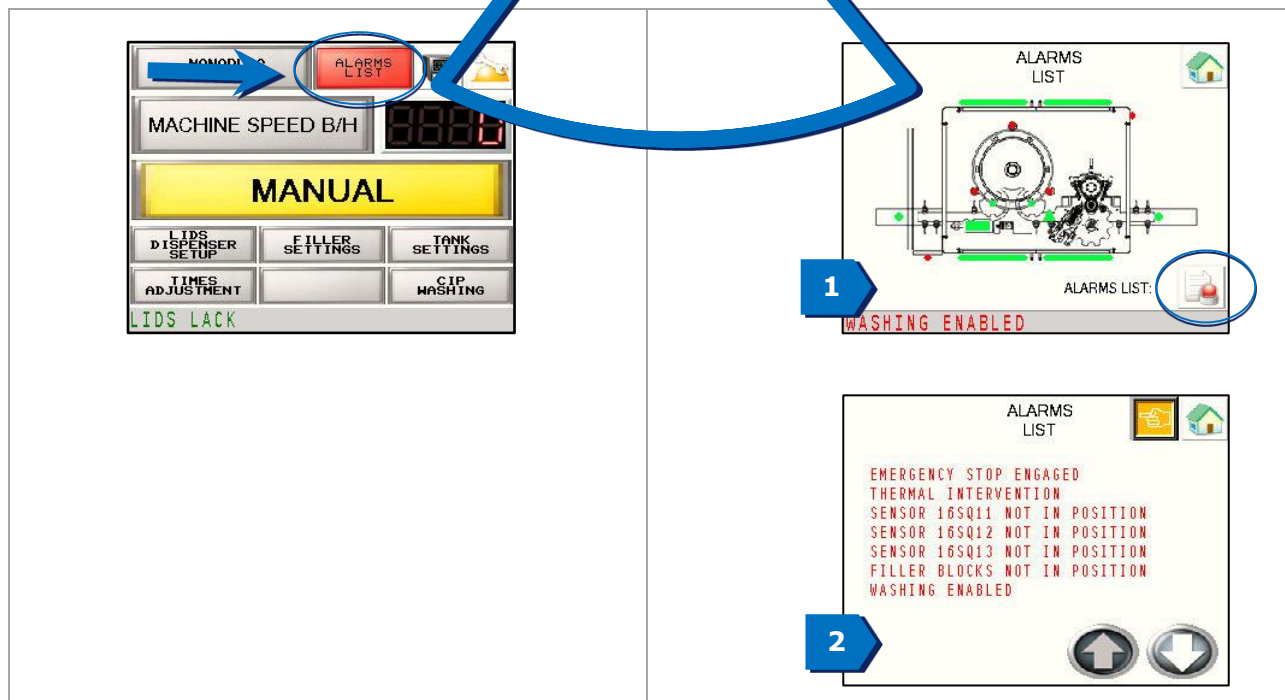 ALARMS
LIST
MACHINE SPEED B/H
MANUAL
LIDS
DISPENSER
SETUP
FILLER
SETTINGS
TANK
SETTINGS
TIMES
ADJUSTMENT
CIP
WASHING
LIDS LACK
ALARMS
LIST
1
ALARMS LIST:
WASHING ENABLED
ALARMS
LIST
EMERGENCY STOP ENGAGED
THERMAL INTERVENTION
SENSOR 16SQ11 NOT IN POSITION
SENSOR 16SQ12 NOT IN POSITION
SENSOR 16SQ13 NOT IN POSITION
FILLER BLOCKS NOT IN POSITION
WASHING ENABLED
2